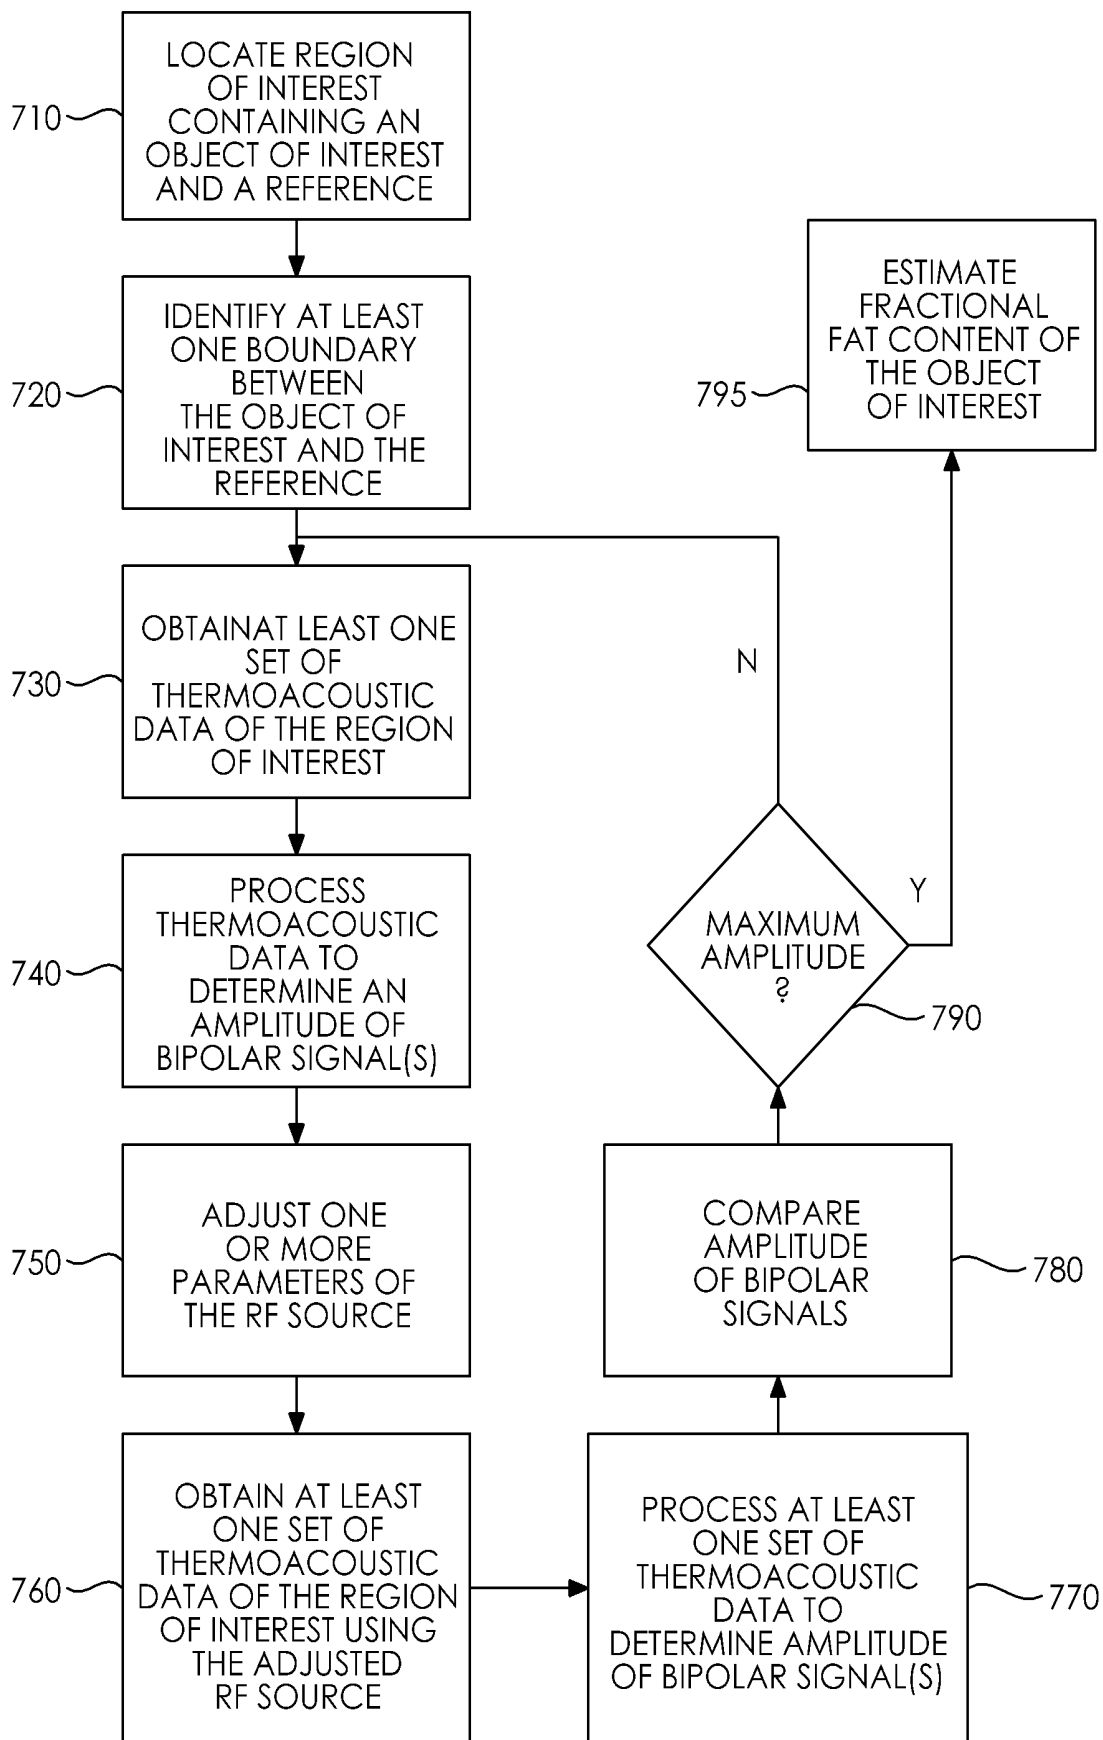 710
LOCATE REGION
OF INTEREST
CONTAINING AN
OBJECT OF INTEREST
AND A REFERENCE
720
IDENTIFY AT LEAST
ONE BOUNDARY
BETWEEN
THE OBJECT OF
INTEREST AND THE
REFERENCE
730
OBTAINAT LEAST ONE
SET OF
THERMOACOUSTIC
DATA OF THE REGION
OF INTEREST
740
PROCESS
THERMOACOUSTIC
DATA TO
DETERMINE AN
AMPLITUDE OF
BIPOLAR SIGNAL(S)
750
ADJUST ONE
OR MORE
PARAMETERS OF
THE RF SOURCE
760
OBTAIN AT LEAST
ONE SET OF
THERMOACOUSTIC
DATA OF THE REGION
OF INTEREST USING
THE ADJUSTED
RF SOURCE
PROCESS AT LEAST
ONE SET OF
THERMOACOUSTIC
DATA TO
DETERMINE AMPLITUDE
OF BIPOLAR SIGNAL(S)
770
COMPARE
AMPLITUDE
OF BIPOLAR
SIGNALS
780
MAXIMUM
AMPLITUDE
?
790
N
Y
795
ESTIMATE
FRACTIONAL
FAT CONTENT OF
THE OBJECT
OF INTEREST